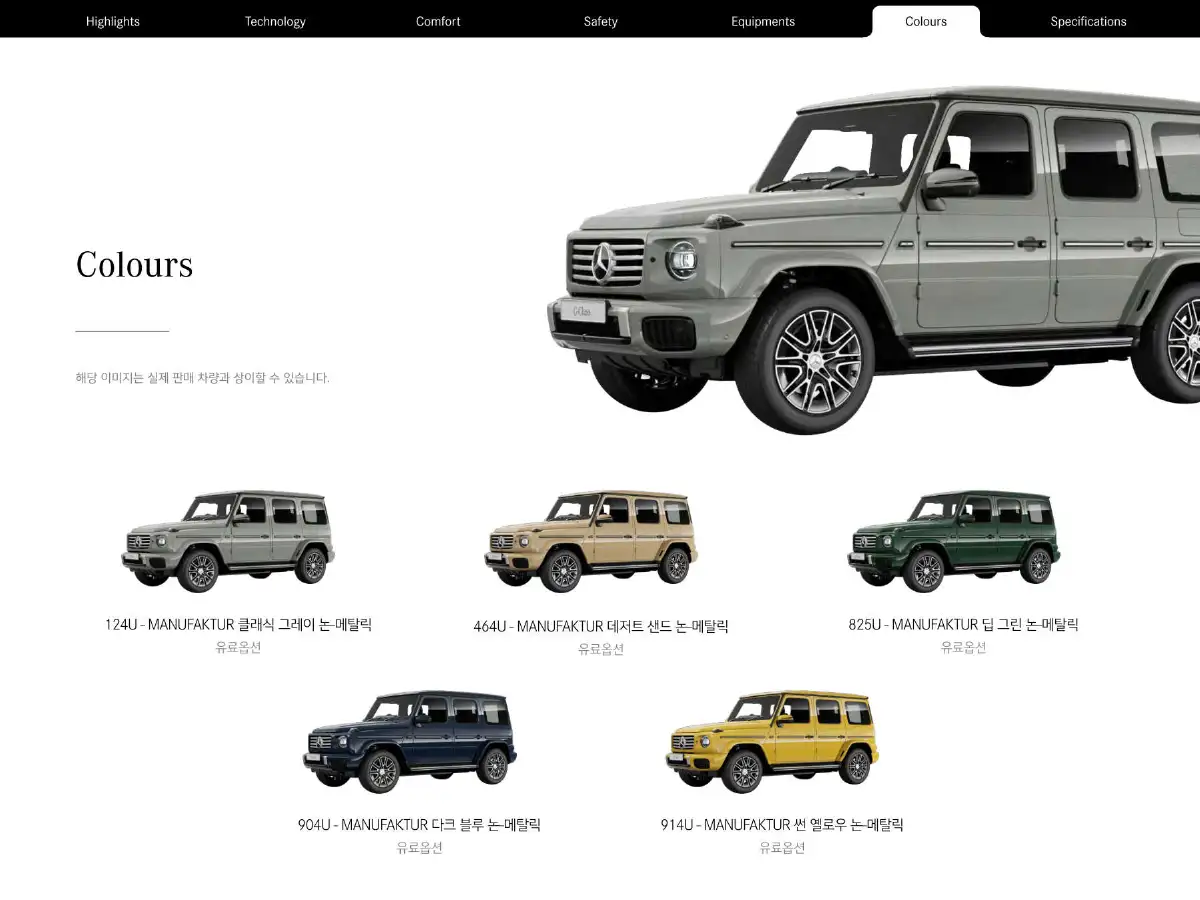 Highlights
Technology
Comfort
Safety
Equipments
Colours
Specifications
Colours
G-Class
해당 이미지는 실제 판매 차량과 상이할 수 있습니다.
124U - MANUFAKTUR 클래식 그레이 논-메탈릭
유료옵션
464U - MANUFAKTUR 데저트 샌드 논-메탈릭
유료옵션
825U - MANUFAKTUR 딥 그린 논-메탈릭
유료옵션
904U - MANUFAKTUR 다크 블루 논-메탈릭
유료옵션
914U - MANUFAKTUR 썬 옐로우 논-메탈릭
유료옵션